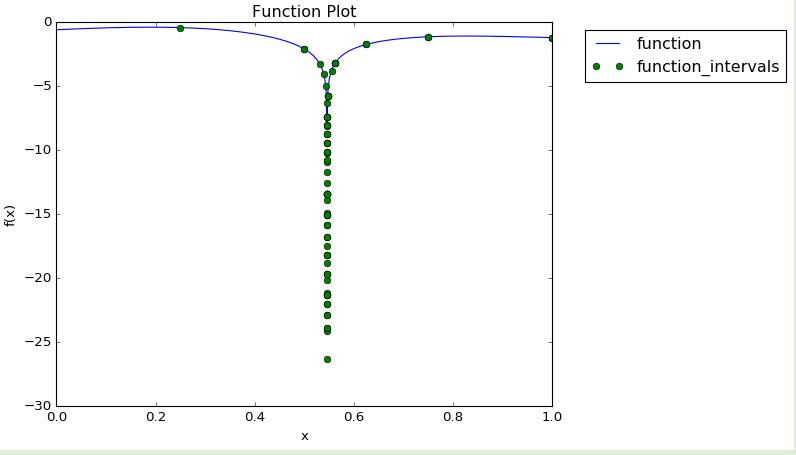 Function Plot
function
function_intervals
0
−5
−10
−15
−20
−25
−30
f(x)
0.0 0.2 0.4 0.6 0.8 1.0
x